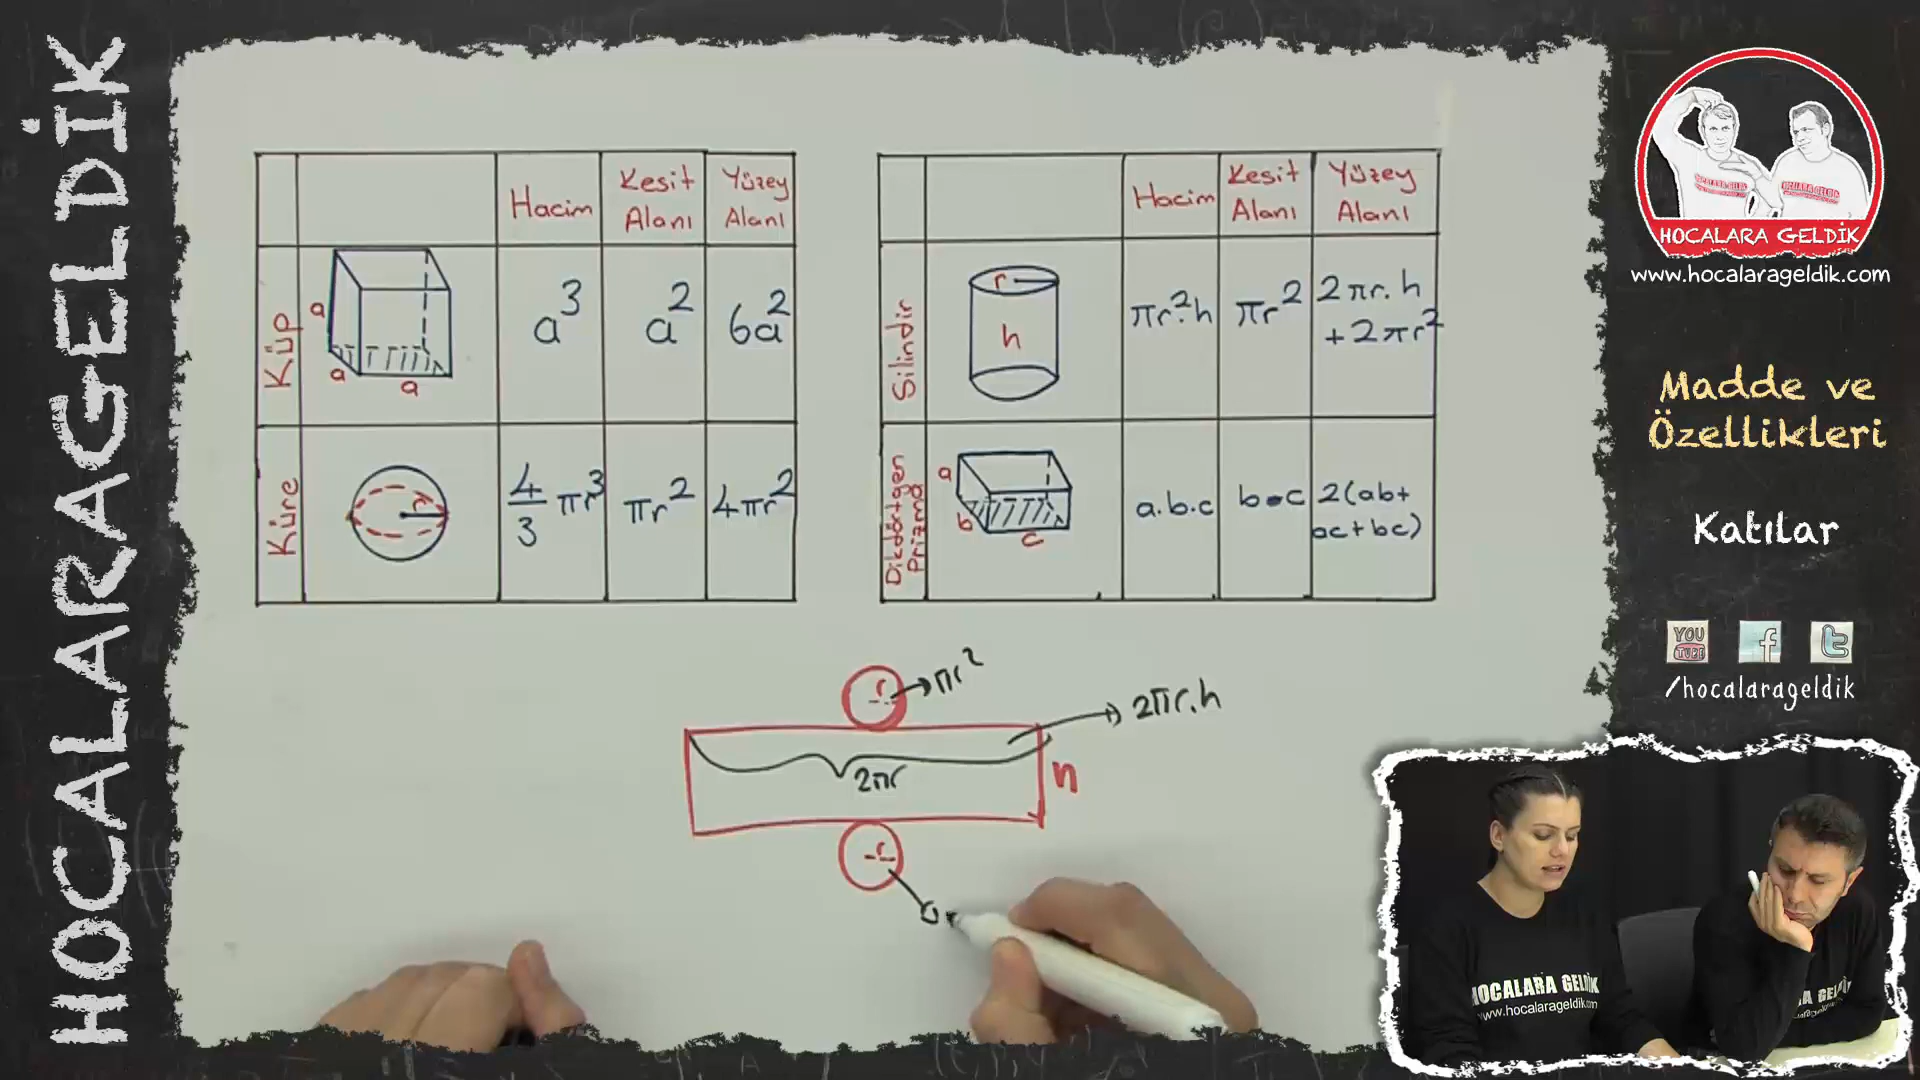 HOCALARAGELDİK
Hacim
Kesit
Alanı
Yüzey
Alanı
Küp
a
a
a
a³
a²
6a²
Küre
r
4/3 πr³
πr²
4πr²
Hacim
Kesit
Alanı
Yüzey
Alanı
Silindir
r
h
πr².h
πr²
2πr.h
+2πr²
Dikdörtgen
Prizma
a
b
c
a.b.c
b.c
2(ab+
ac+bc)
r
πr²
2πr.h
2πr
h
r
HOCALARA GELDİK
www.hocalarageldik.com
Madde ve
Özellikleri
Katılar
YOU
TUBE
f
t
/hocalarageldik
HOCALARA GELDİK
www.hocalarageldik.com